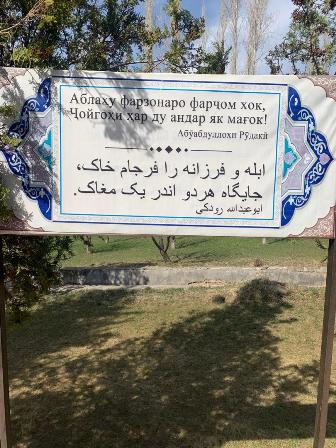 Аблаҳу фарзонаро фарҷом хок,
Ҷойгоҳи ҳар ду андар як мағок!
Абӯабдуллоҳи Рӯдакӣ
ابله و فرزانه را فرجام خاک،
جایگاه هردو اندر یک مغاک.
ابوعبدالله رودکی